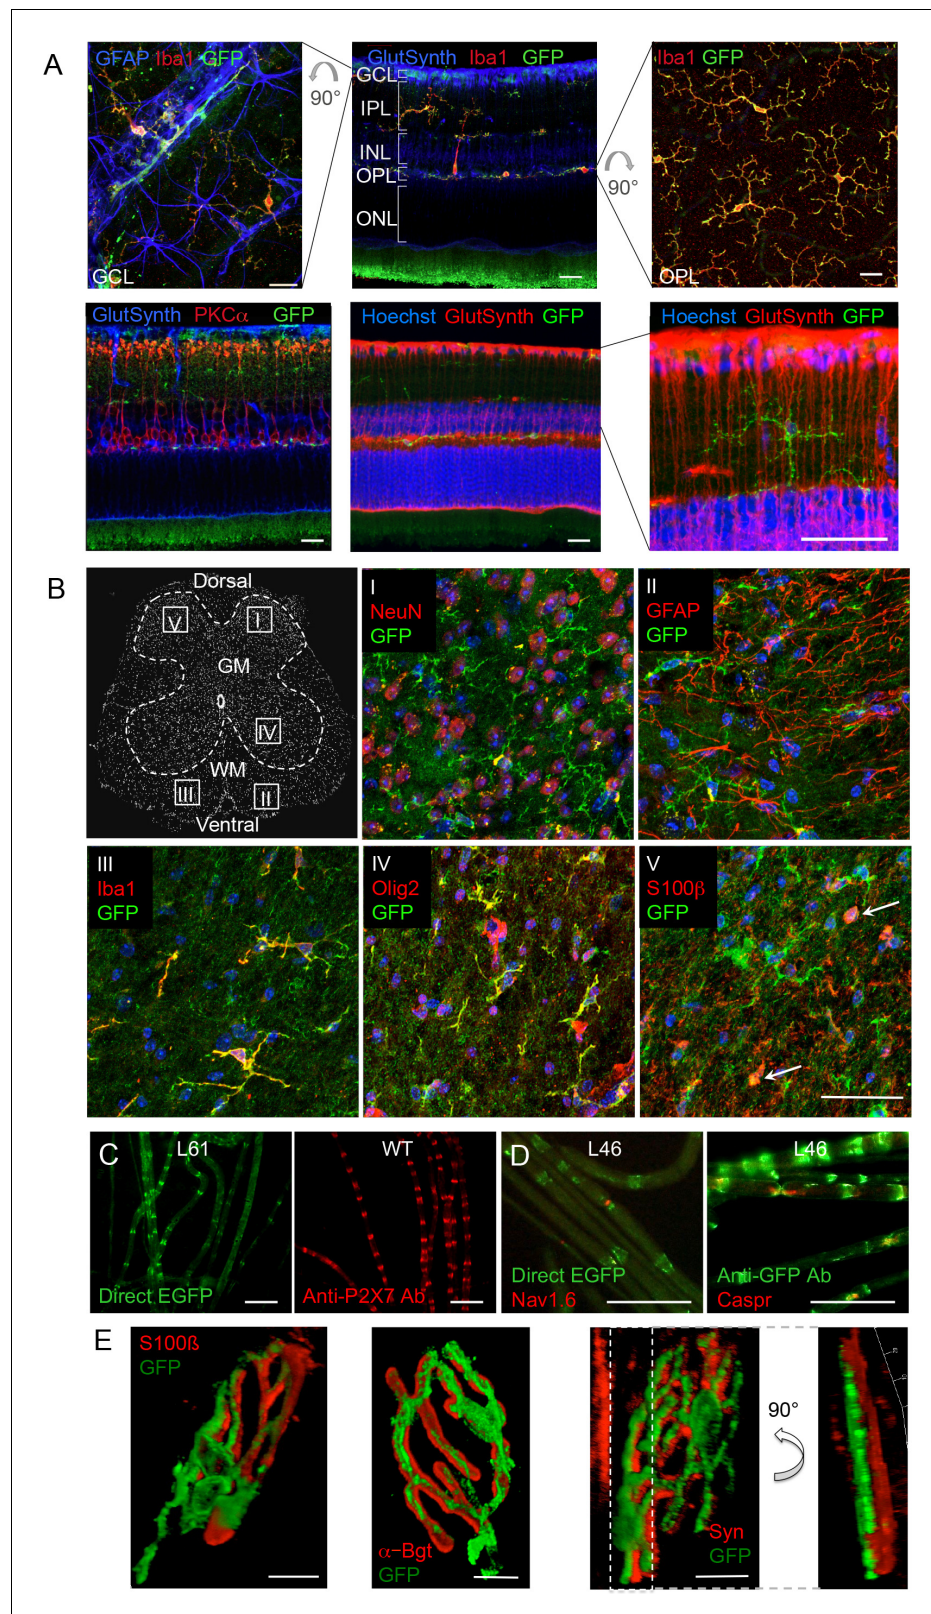 A
GFAP Iba1 GFP
90°
GCL
GlutSynth Iba1 GFP
GCL
IPL
INL
OPL
ONL
90°
Iba1 GFP
OPL
GlutSynth PKCα GFP
Hoechst GlutSynth GFP
Hoechst GlutSynth GFP
B
Dorsal
V
I
GM
IV
WM
III
II
Ventral
I
NeuN
GFP
II
GFAP
GFP
III
Iba1
GFP
IV
Olig2
GFP
V
S100β
GFP
C
L61
Direct EGFP
WT
Anti-P2X7 Ab
D
L46
Direct EGFP
Nav1.6
L46
Anti-GFP Ab
Caspr
E
S100ß
GFP
α-Bgt
GFP
Syn
GFP
90°